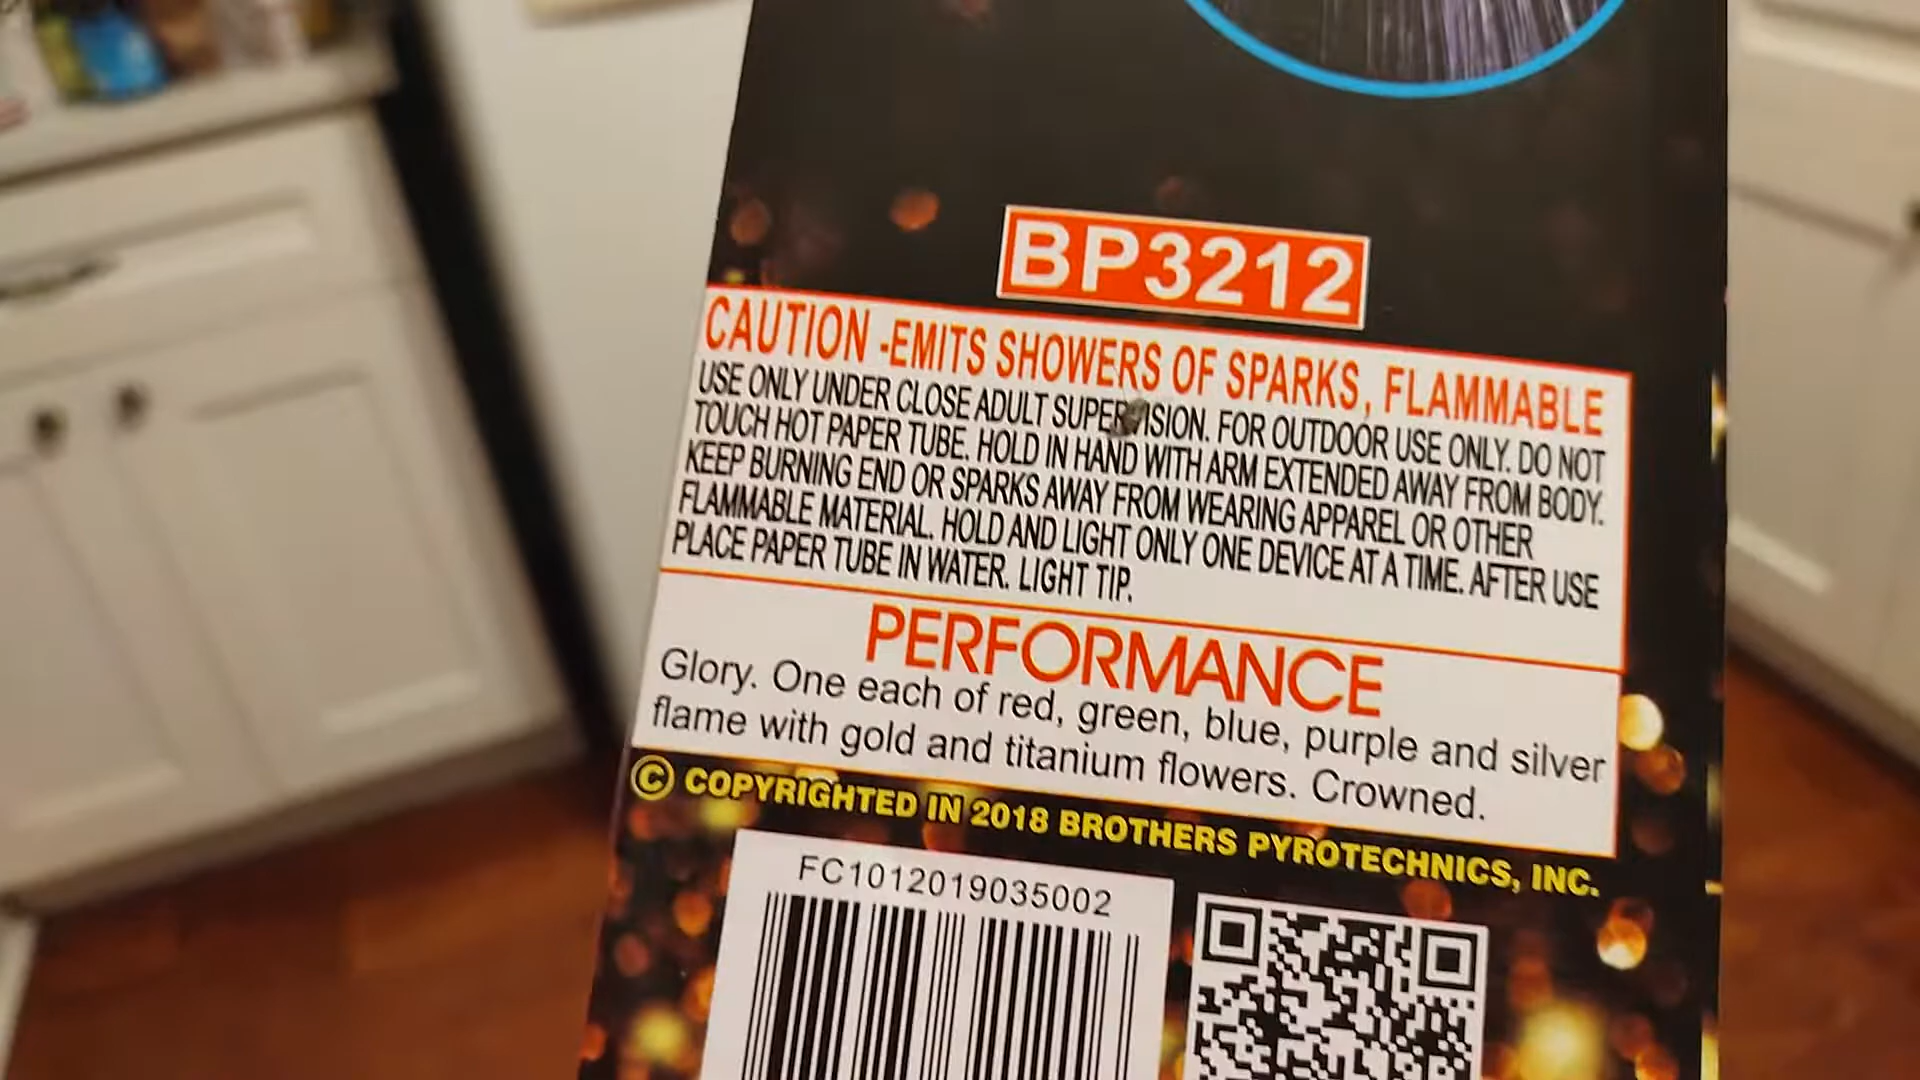 BP3212
CAUTION -EMITS SHOWERS OF SPARKS, FLAMMABLE
USE ONLY UNDER CLOSE ADULT SUPERVISION. FOR OUTDOOR USE ONLY. DO NOT
TOUCH HOT PAPER TUBE. HOLD IN HAND WITH ARM EXTENDED AWAY FROM BODY.
KEEP BURNING END OR SPARKS AWAY FROM WEARING APPAREL OR OTHER
FLAMMABLE MATERIAL. HOLD AND LIGHT ONLY ONE DEVICE AT A TIME. AFTER USE
PLACE PAPER TUBE IN WATER. LIGHT TIP.
PERFORMANCE
Glory. One each of red, green, blue, purple and silver
flame with gold and titanium flowers. Crowned.
© COPYRIGHTED IN 2018 BROTHERS PYROTECHNICS, INC.
FC1012019035002